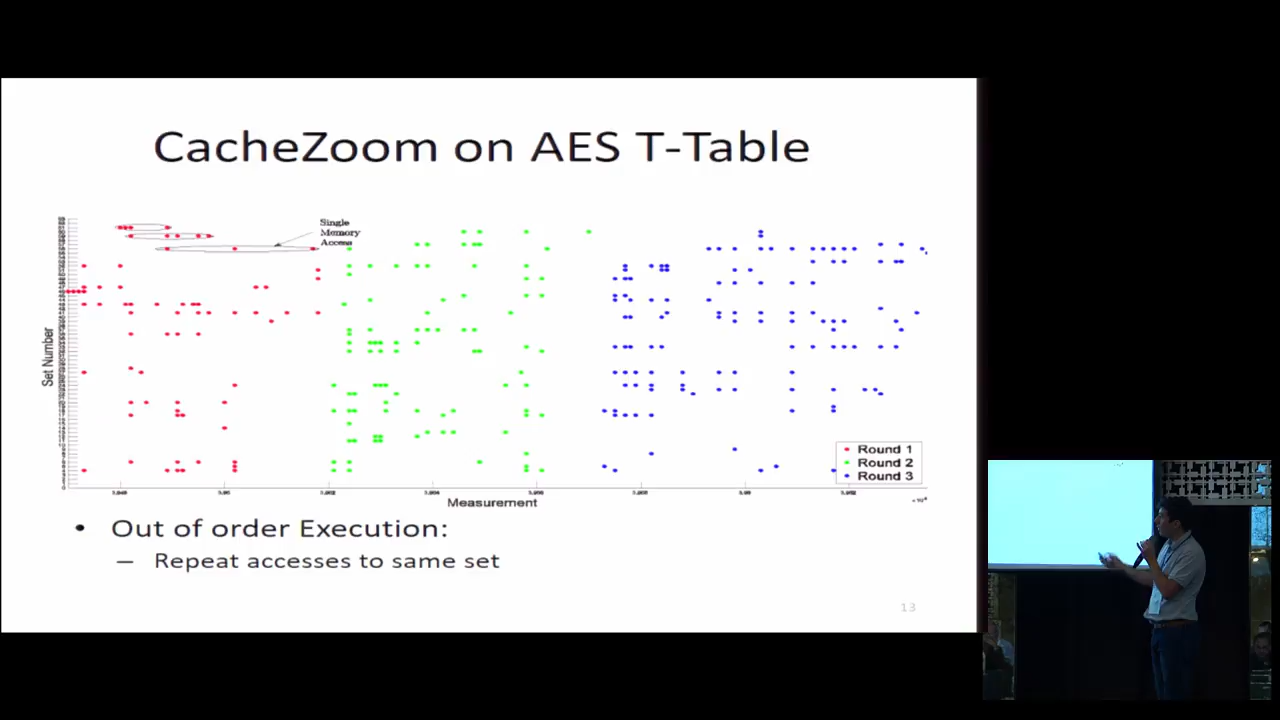 CacheZoom on AES T-Table
Single
Memory
Access
Set Number
Round 1
Round 2
Round 3
Measurement
• Out of order Execution:
– Repeat accesses to same set
13